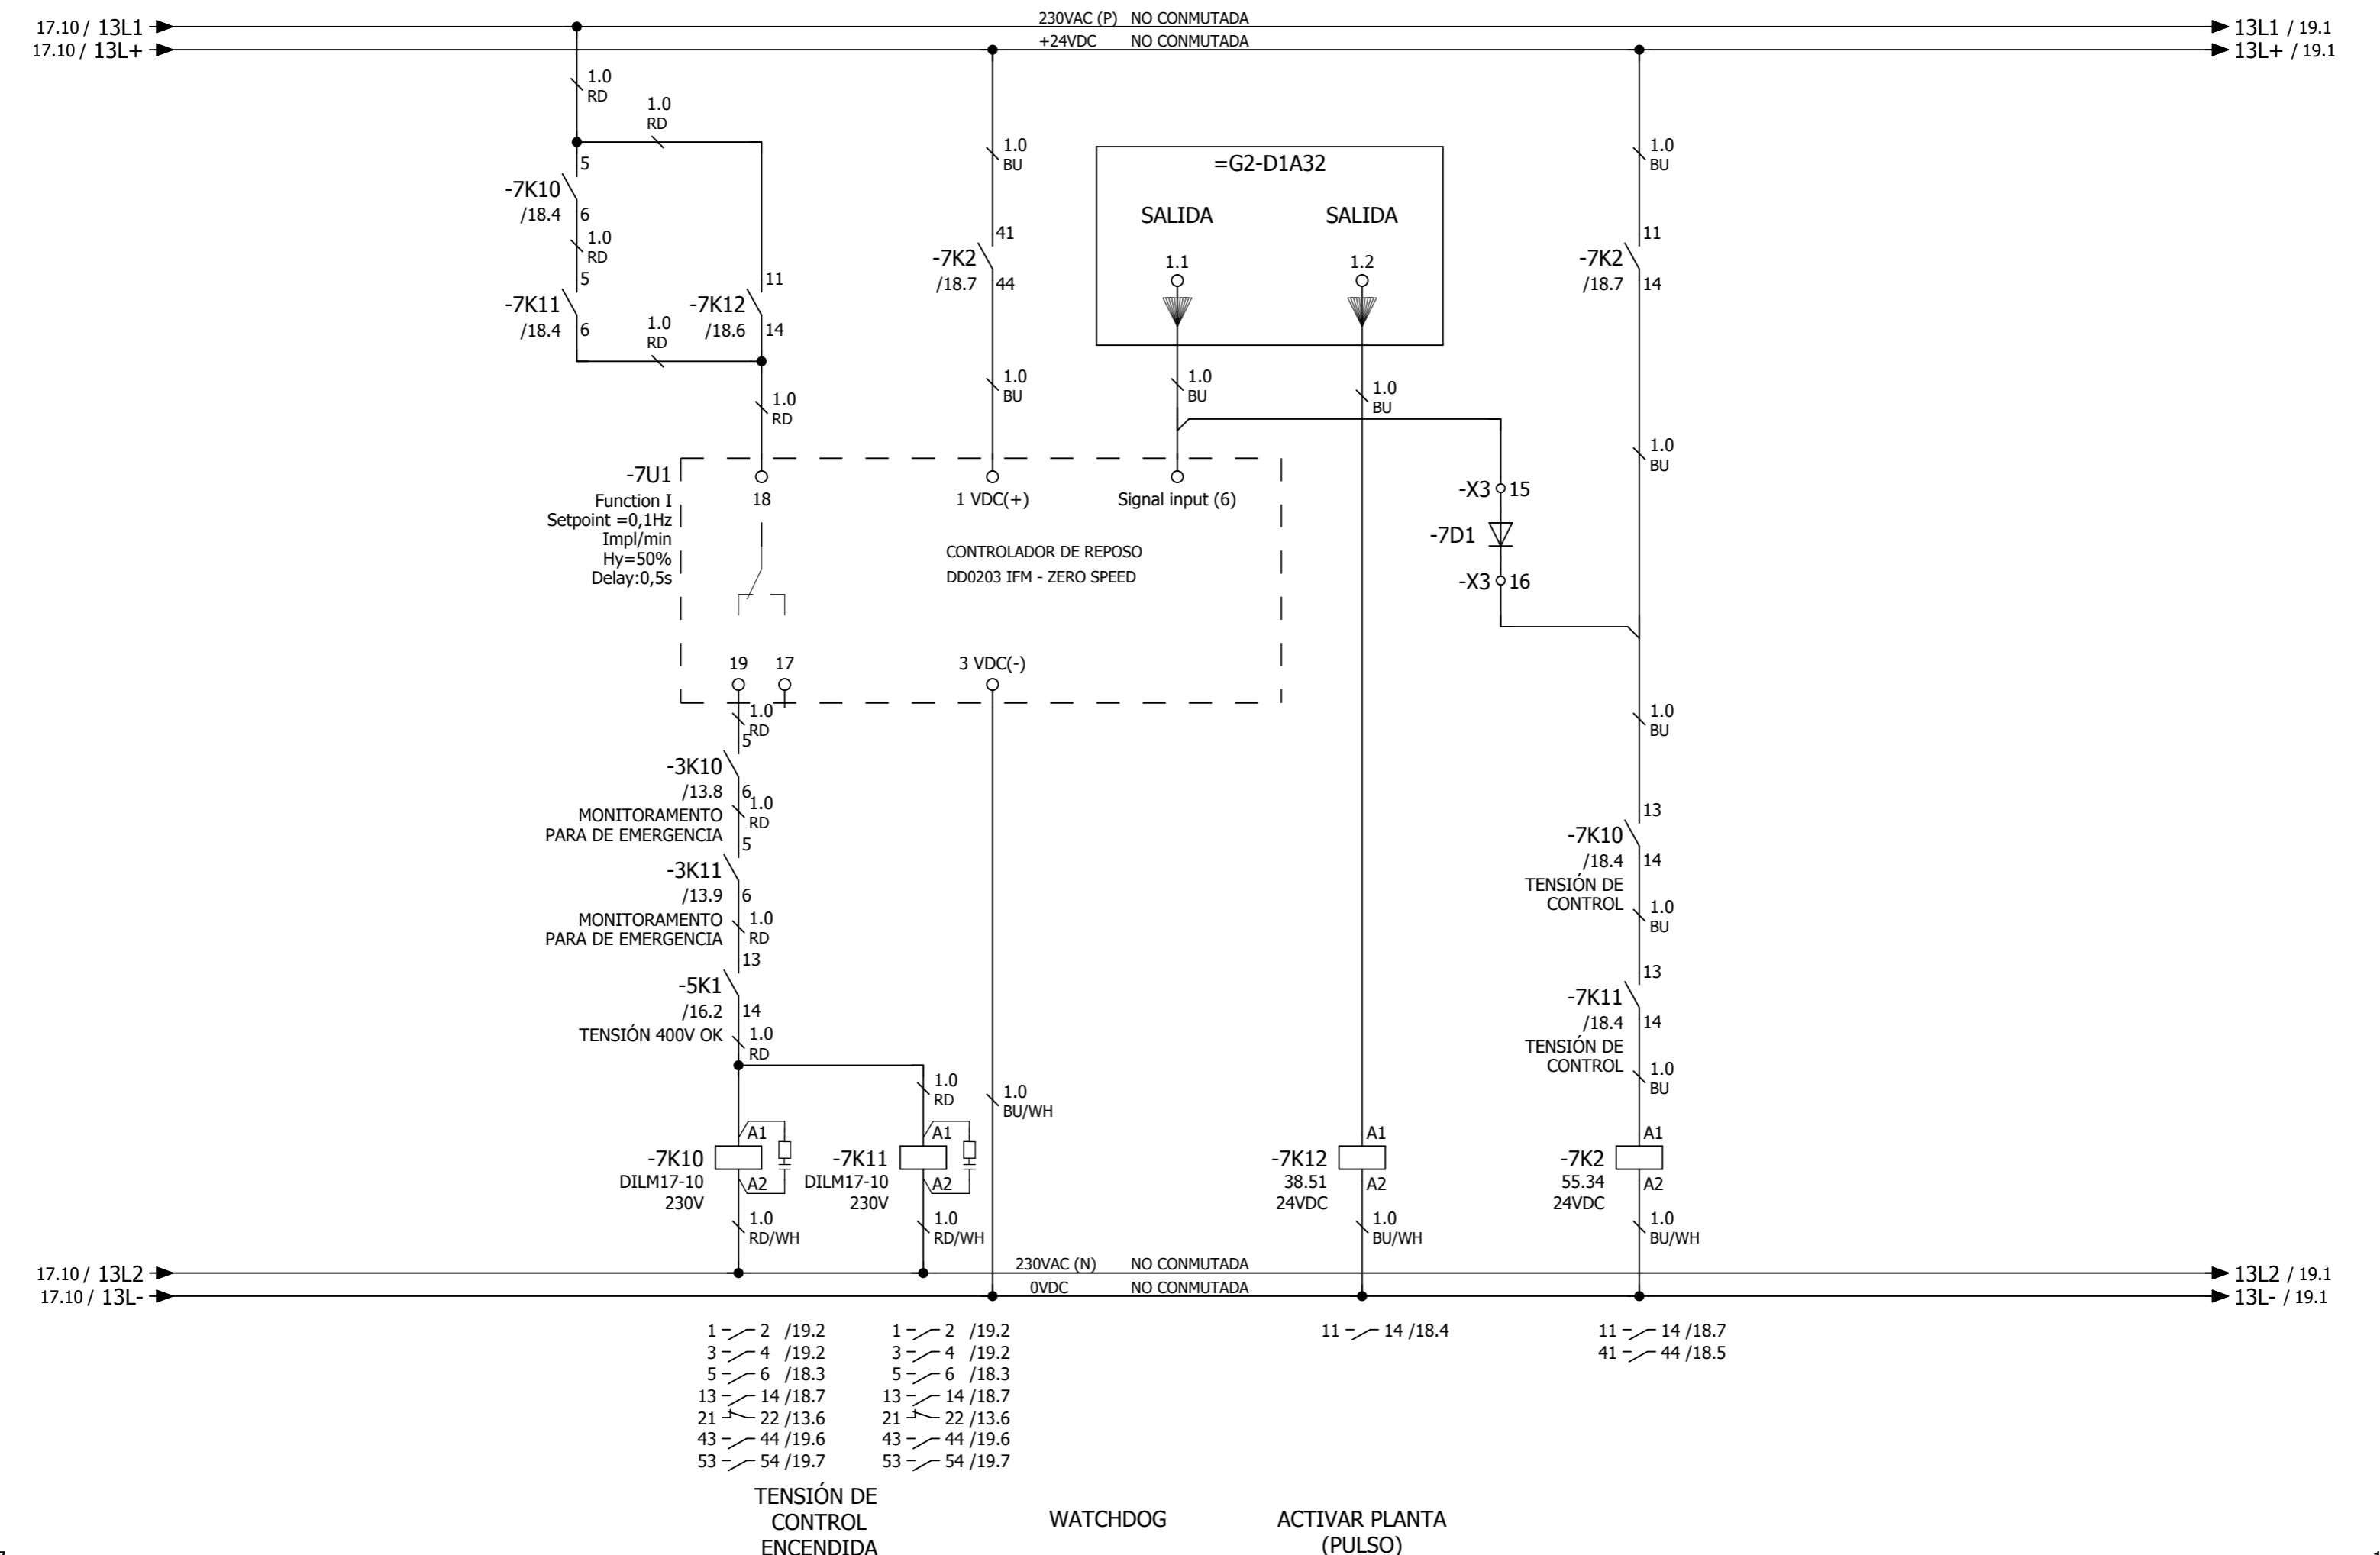 17.10 / 13L1
230VAC (P) NO CONMUTADA
13L1 / 19.1
17.10 / 13L+
+24VDC NO CONMUTADA
13L+ / 19.1
1.0
RD
1.0
RD
5
-7K10
/18.4
6
1.0
RD
5
-7K11
/18.4
6
1.0
RD
11
-7K12
/18.6
14
1.0
RD
1.0
BU
41
-7K2
/18.7
44
1.0
BU
=G2-D1A32
SALIDA SALIDA
1.1 1.2
1.0
BU
1.0
BU
1.0
BU
11
-7K2
/18.7
14
1.0
BU
-X3 15
-7D1
-X3 16
-7U1
Function I
Setpoint =0,1Hz
Impl/min
Hy=50%
Delay:0,5s
18
1 VDC(+)
Signal input (6)
CONTROLADOR DE REPOSO
DD0203 IFM - ZERO SPEED
19 17
3 VDC(-)
1.0
RD
5
-3K10
/13.8
6
MONITORAMENTO
PARA DE EMERGENCIA
1.0
RD
5
-3K11
/13.9
6
MONITORAMENTO
PARA DE EMERGENCIA
1.0
RD
13
-5K1
/16.2
14
TENSIÓN 400V OK
1.0
RD
1.0
RD
1.0
BU/WH
1.0
BU
13
-7K10
/18.4
14
TENSIÓN DE
CONTROL
1.0
BU
13
-7K11
/18.4
14
TENSIÓN DE
CONTROL
1.0
BU
A1
-7K10
DILM17-10
230V
A2
1.0
RD/WH
A1
-7K11
DILM17-10
230V
A2
1.0
RD/WH
A1
-7K12
38.51
24VDC
A2
1.0
BU/WH
A1
-7K2
55.34
24VDC
A2
1.0
BU/WH
17.10 / 13L2
230VAC (N) NO CONMUTADA
13L2 / 19.1
17.10 / 13L-
0VDC NO CONMUTADA
13L- / 19.1
1 2 /19.2
3 4 /19.2
5 6 /18.3
13 14 /18.7
21 22 /13.6
43 44 /19.6
53 54 /19.7
1 2 /19.2
3 4 /19.2
5 6 /18.3
13 14 /18.7
21 22 /13.6
43 44 /19.6
53 54 /19.7
11 14 /18.4
11 14 /18.7
41 44 /18.5
TENSIÓN DE
CONTROL
ENCENDIDA
WATCHDOG
ACTIVAR PLANTA
(PULSO)